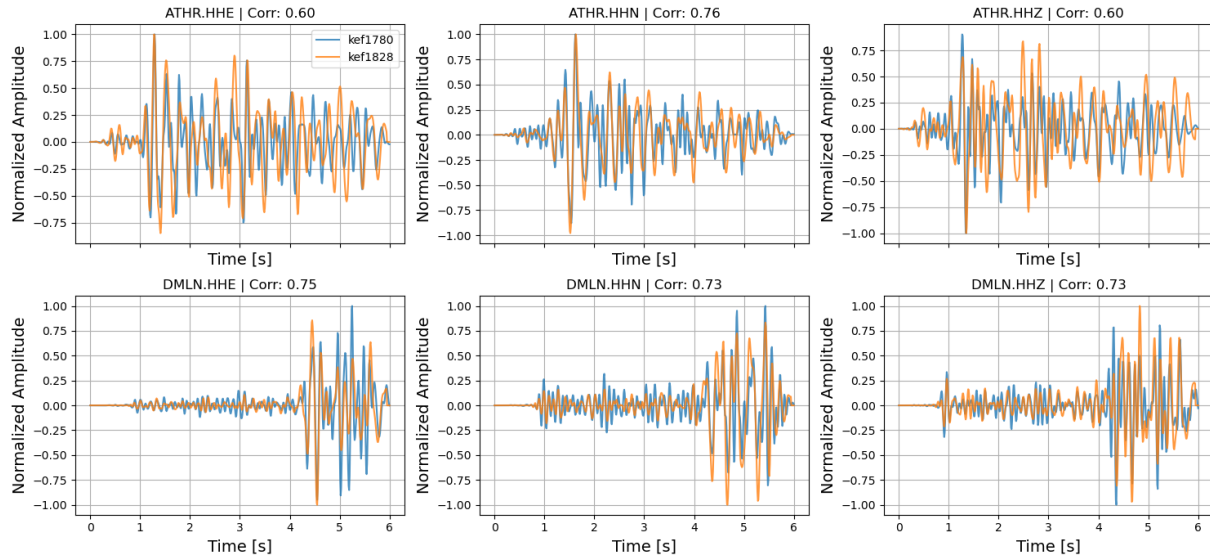 ATHR.HHE | Corr: 0.60
Normalized Amplitude
1.00
0.75
0.50
0.25
0.00
−0.25
−0.50
−0.75
kef1780
kef1828
Time [s]
ATHR.HHN | Corr: 0.76
Normalized Amplitude
1.00
0.75
0.50
0.25
0.00
−0.25
−0.50
−0.75
−1.00
Time [s]
ATHR.HHZ | Corr: 0.60
Normalized Amplitude
0.75
0.50
0.25
0.00
−0.25
−0.50
−0.75
−1.00
Time [s]
DMLN.HHE | Corr: 0.75
Normalized Amplitude
1.00
0.75
0.50
0.25
0.00
−0.25
−0.50
−0.75
−1.00
0 1 2 3 4 5 6
Time [s]
DMLN.HHN | Corr: 0.73
Normalized Amplitude
1.00
0.75
0.50
0.25
0.00
−0.25
−0.50
−0.75
−1.00
0 1 2 3 4 5 6
Time [s]
DMLN.HHZ | Corr: 0.73
Normalized Amplitude
1.00
0.75
0.50
0.25
0.00
−0.25
−0.50
−0.75
−1.00
0 1 2 3 4 5 6
Time [s]